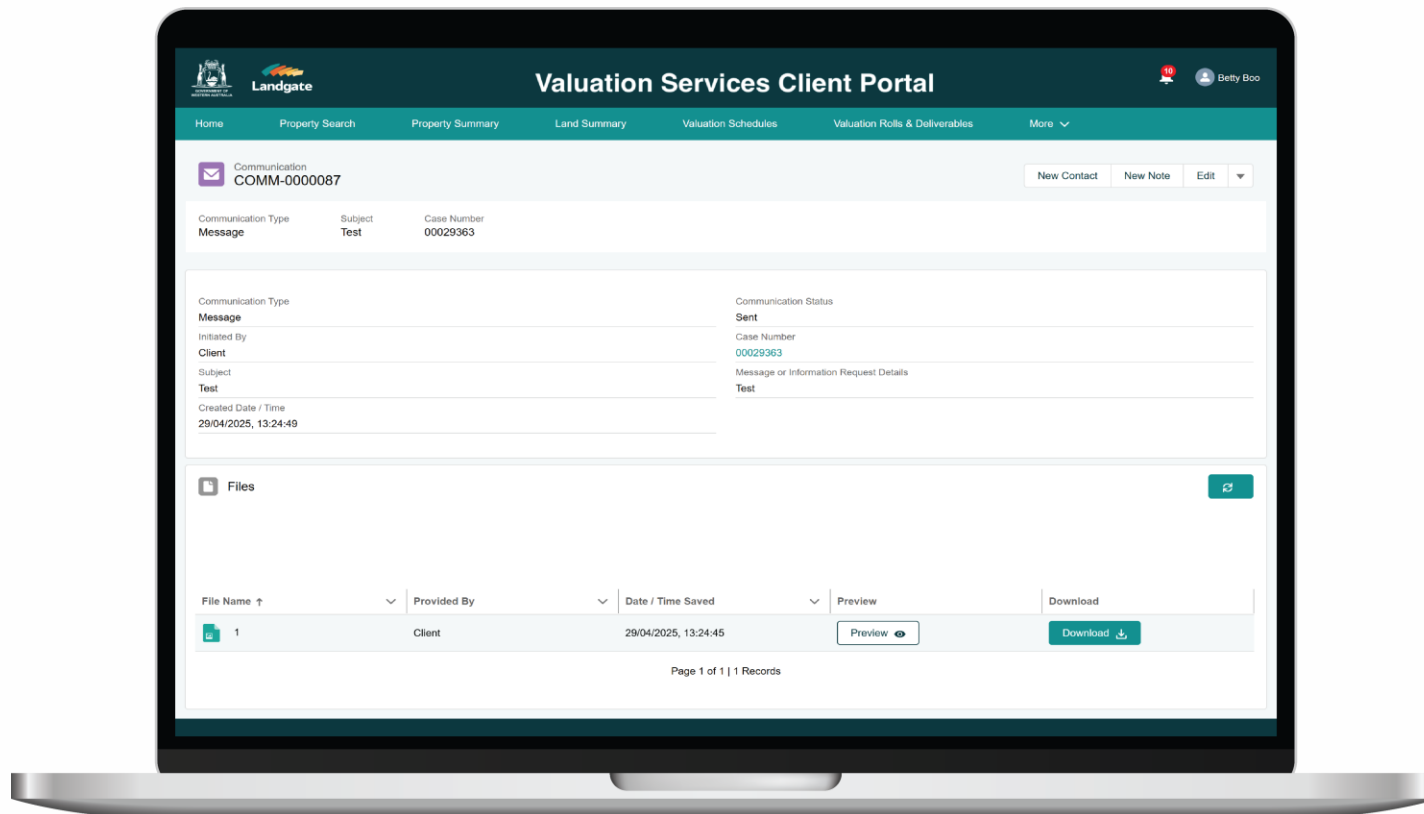 GOVERNMENT OF
WESTERN AUSTRALIA
Landgate
Valuation Services Client Portal
10
Betty Boo
Home Property Search Property Summary Land Summary Valuation Schedules Valuation Rolls & Deliverables More
Communication
COMM-0000087
New Contact New Note Edit
Communication Type Subject Case Number
Message Test 00029363
Communication Type Communication Status
Message Sent
Initiated By Case Number
Client 00029363
Subject Message or Information Request Details
Test Test
Created Date / Time
29/04/2025, 13:24:49
Files
File Name Provided By Date / Time Saved Preview Download
1 Client 29/04/2025, 13:24:45 Preview Download
Page 1 of 1 | 1 Records